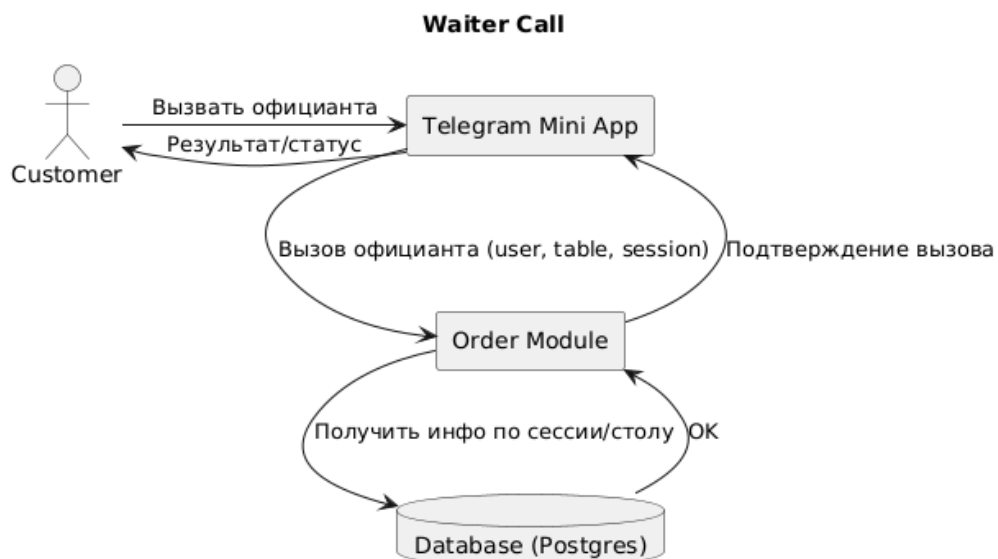 Waiter Call
Вызвать официанта
Telegram Mini App
Результат/статус
Customer
Вызов официанта (user, table, session)
Подтверждение вызова
Order Module
Получить инфо по сессии/столу
OK
Database (Postgres)